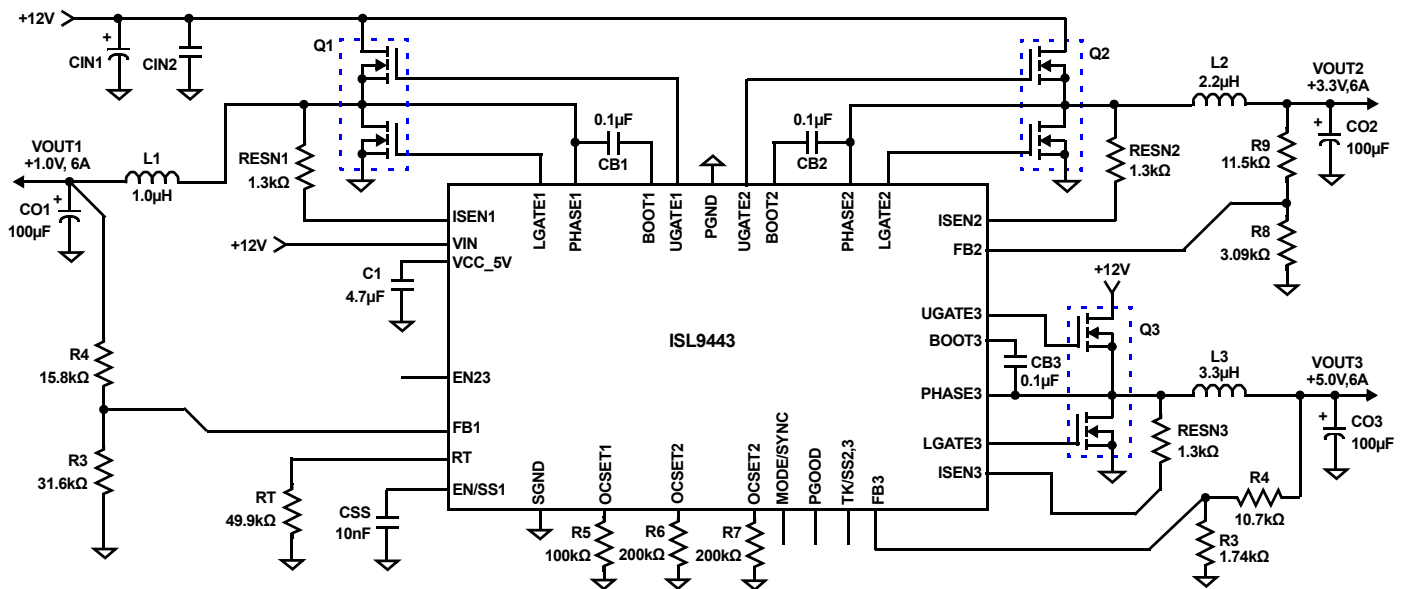 +12V
CIN1
+
CIN2
Q1
Q2
L2
2.2µH
VOUT2
+3.3V,6A
+
CO2
100µF
R9
11.5kΩ
R8
3.09kΩ
VOUT1
+1.0V, 6A
L1
1.0µH
+
CO1
100µF
RESN1
1.3kΩ
0.1µF
CB1
0.1µF
CB2
RESN2
1.3kΩ
LGATE1
PHASE1
BOOT1
UGATE1
PGND
UGATE2
BOOT2
PHASE2
LGATE2
ISEN1
+12V
VIN
VCC_5V
C1
4.7µF
ISEN2
FB2
ISL9443
+12V
UGATE3
Q3
BOOT3
CB3
0.1µF
PHASE3
L3
3.3µH
VOUT3
+5.0V,6A
+
CO3
100µF
LGATE3
RESN3
1.3kΩ
ISEN3
R4
15.8kΩ
EN23
FB1
R3
31.6kΩ
RT
RT
49.9kΩ
EN/SS1
CSS
10nF
SGND
OCSET1
OCSET2
OCSET2
MODE/SYNC
PGOOD
TK/SS2,3
FB3
R5
100kΩ
R6
200kΩ
R7
200kΩ
R4
10.7kΩ
R3
1.74kΩ